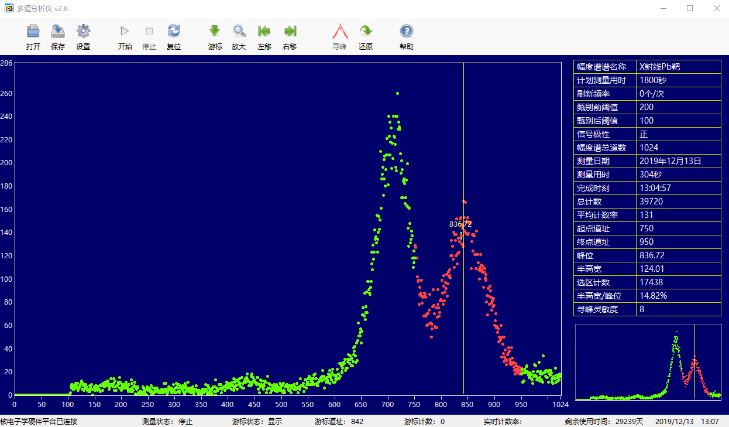 多道分析仪 v2.6
打开 保存 设置 开始 停止 复位 游标 放大 左移 右移 寻峰 还原 帮助
286
260
240
220
200
180
160
140
120
100
80
60
40
20
0
836.72
0 50 100 150 200 250 300 350 400 450 500 550 600 650 700 750 800 850 900 950 1024
幅度谱谱名称 X射线Pb靶
计划测量用时 1800秒
刷新频率 0个/次
甄别前阈值 200
甄别后阈值 100
信号极性 正
幅度谱总道数 1024
测量日期 2019年12月13日
测量用时 304秒
完成时刻 13:04:57
总计数 39720
平均计数率 131
起点道址 750
终点道址 950
峰位 836.72
半高宽 124.01
选区计数 17438
半高宽/峰位 14.82%
寻峰灵敏度 8
核电子学硬件平台已连接 测量状态：停止 游标状态：显示 游标道址：842 游标计数：0 实时计数率： 剩余使用时间：29239天 2019/12/13 13:07